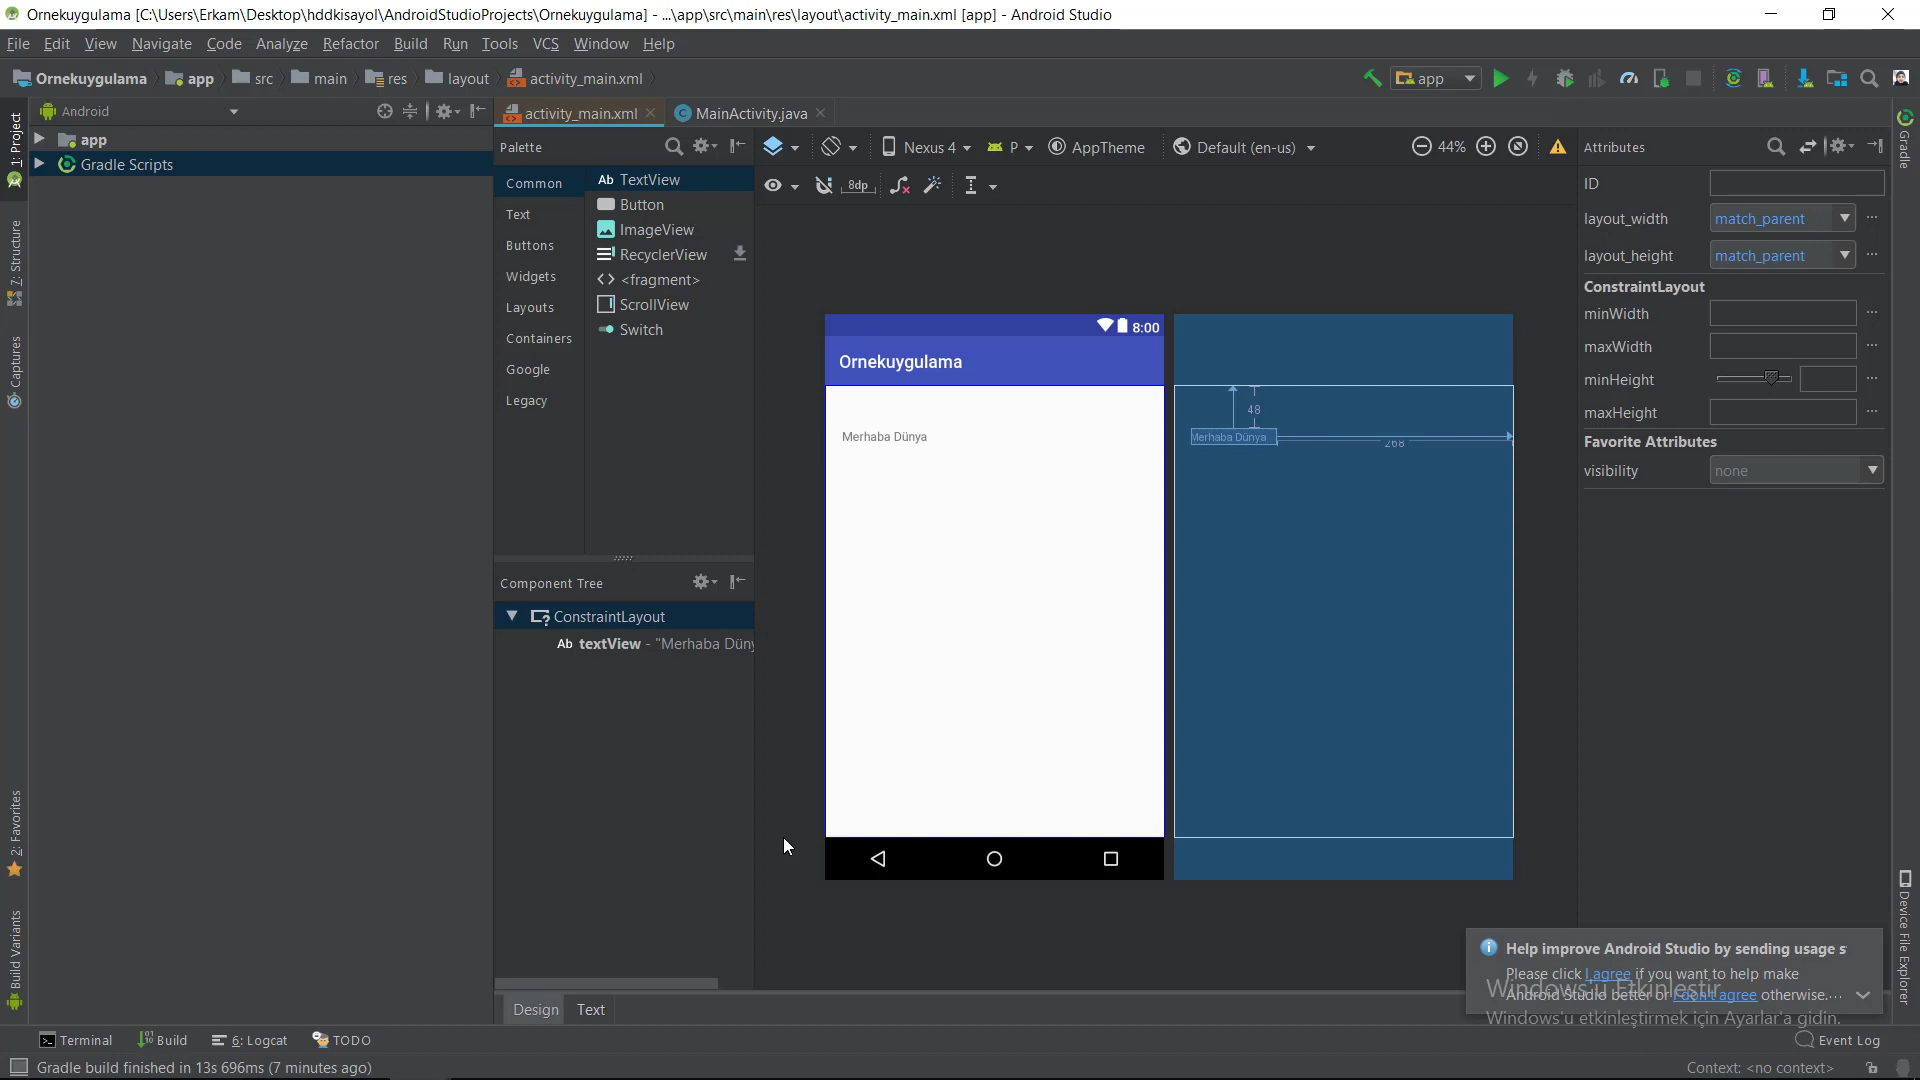 Ornekuygulama [C:\Users\Erkam\Desktop\hddkisayol\AndroidStudioProjects\Ornekuygulama] - ...\app\src\main\res\layout\activity_main.xml [app] - Android Studio
File Edit View Navigate Code Analyze Refactor Build Run Tools VCS Window Help
Ornekuygulama app src main res layout activity_main.xml
app
Android
activity_main.xml MainActivity.java
1: Project
7: Structure
Captures
2: Favorites
Build Variants
app
Gradle Scripts
Palette
Common
Text
Buttons
Widgets
Layouts
Containers
Google
Legacy
Ab TextView
Button
ImageView
RecyclerView
<fragment>
ScrollView
Switch
Component Tree
ConstraintLayout
Ab textView - "Merhaba Düny
Nexus 4 P AppTheme Default (en-us) 44%
8dp
8:00
Ornekuygulama
Merhaba Dünya
48
Merhaba Dünya
268
Attributes
ID
layout_width match_parent ...
layout_height match_parent ...
ConstraintLayout
minWidth ...
maxWidth ...
minHeight ...
maxHeight ...
Favorite Attributes
visibility none
Gradle
Device File Explorer
Help improve Android Studio by sending usage s
Please click I agree if you want to help make
Android Studio better or I don't agree otherwise....
Windows'u Etkinleştir
Windows'u etkinleştirmek için Ayarlar'a gidin.
Design Text
Terminal Build 6: Logcat TODO
Event Log
Gradle build finished in 13s 696ms (7 minutes ago)
Context: <no context>